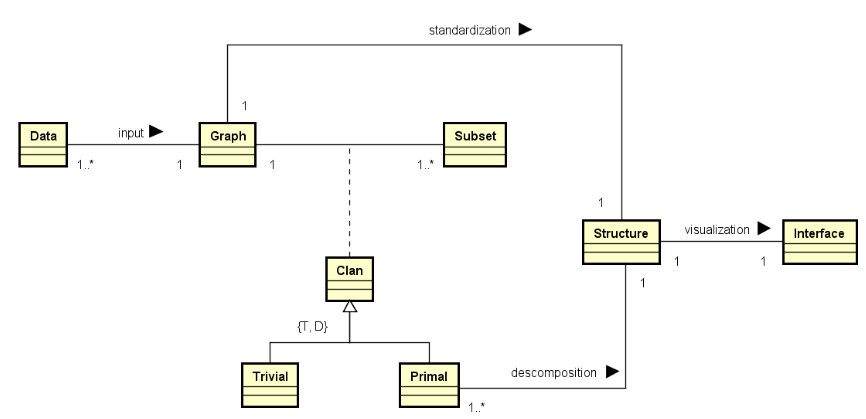 standardization
1
Data
input
Graph
Subset
1..*
1
1
1..*
1
Structure
visualization
Interface
1
1
1
Clan
{T, D}
Trivial
Primal
descomposition
1..*